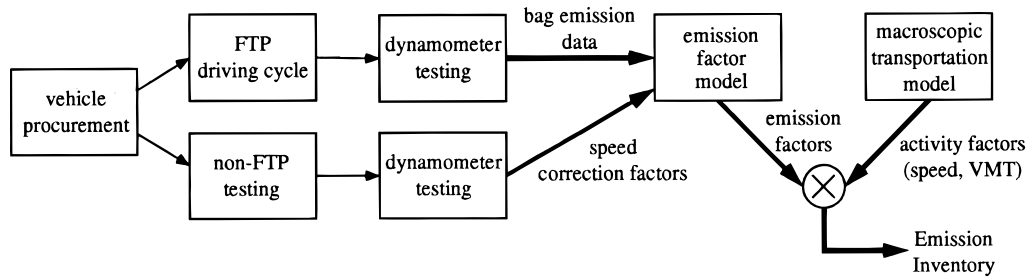 vehicle
procurement
FTP
driving cycle
non-FTP
testing
dynamometer
testing
dynamometer
testing
bag emission
data
speed
correction factors
emission
factor
model
macroscopic
transportation
model
emission
factors
activity factors
(speed, VMT)
Emission
Inventory